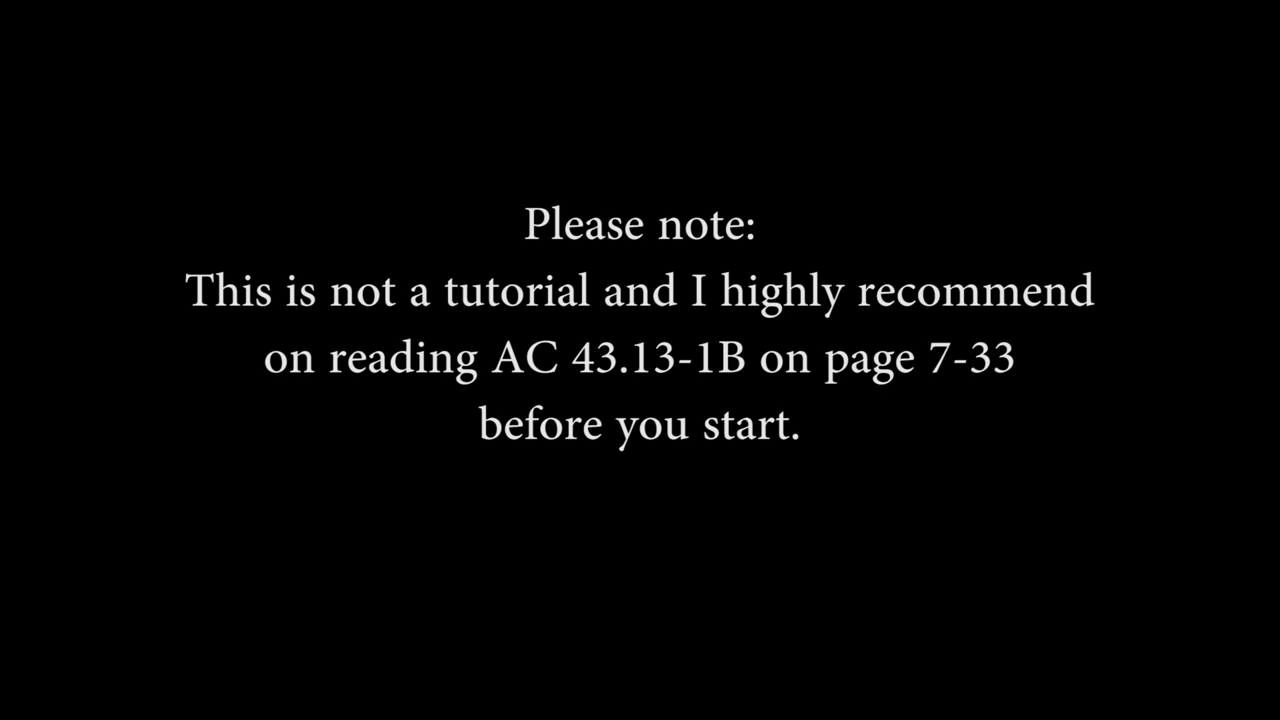 Please note:
This is not a tutorial and I highly recommend
on reading AC 43.13-1B on page 7-33
before you start.